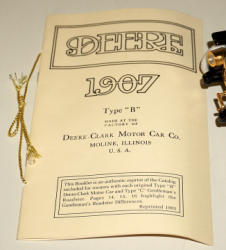 DEERE
1907
Type "B"
MADE AT THE
FACTORY OF
DEERE-CLARK MOTOR CAR CO.
MOLINE, ILLINOIS
U. S. A.
This Booklet is an authentic reprint of the Catalog
included for owners with each original Type "B"
Deere-Clark Motor Car and Type "C" Gentleman's
Roadster. Pages 14, 15, 16 highlight the
Gentleman's Roadster Differences.
Reprinted 1980